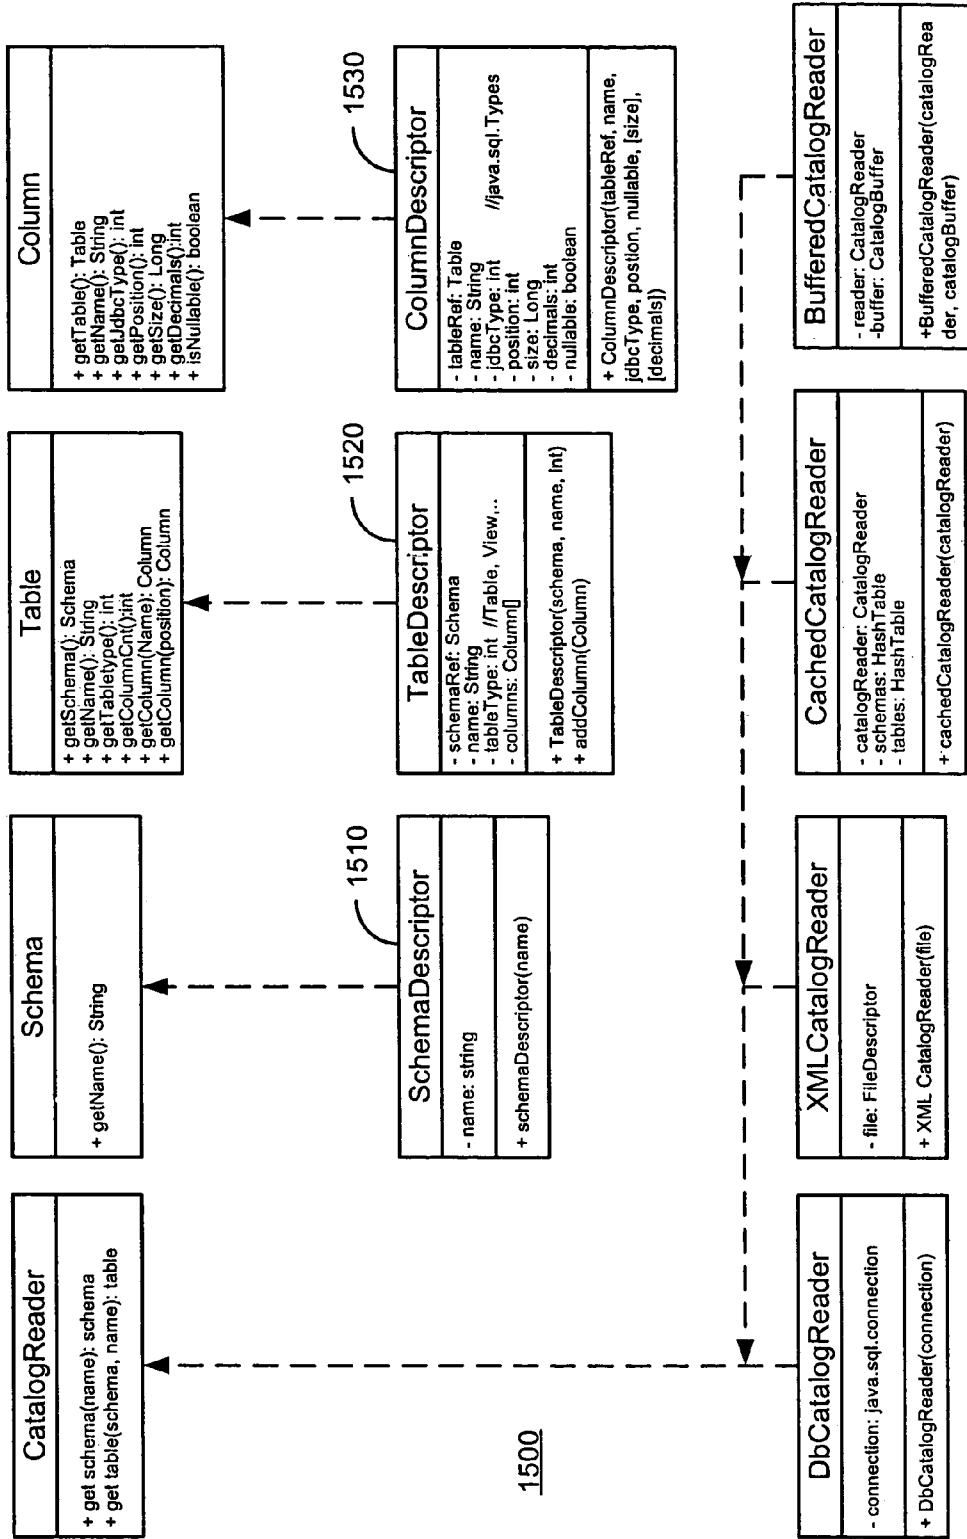 CatalogReader
+ get schema(name): schema
+ get table(schema, name): table
Schema
+ getName(): String
Table
+ getSchema(): Schema
+ getName(): String
+ getTabletype(): int
+ getColumnCnt():int
+ getColumn(Name): Column
+ getColumn(position): Column
Column
+ getTable(): Table
+ getName(): String
+ getJdbcType(): int
+ getPosition(): int
+ getSize(): Long
+ getDecimals():int
+ isNullable(): boolean
1500
1510
SchemaDescriptor
- name: string
+ schemaDescriptor(name)
1520
TableDescriptor
- schemaRef: Schema
- name: String
- tableType: int //Table, View,..
- columns: Column[]
+ TableDescriptor(schema, name, Int)
+ addColumn(Column)
1530
ColumnDescriptor
- tableRef: Table
- name: String
- jdbcType: int //java.sql.Types
- position: int
- size: Long
- decimals: int
- nullable: boolean
+ ColumnDescriptor(tableRef, name,
jdbcType, postion, nullable, [size],
[decimals])
DbCatalogReader
- connection: java.sql.connection
+ DbCatalogReader(connection)
XMLCatalogReader
- file: FileDescriptor
+ XML CatalogReader(file)
CachedCatalogReader
- catalogReader: CatalogReader
- schemas: HashTable
- tables: HashTable
+ cachedCatalogReader(catalogReader)
BufferedCatalogReader
- reader: CatalogReader
-buffer: CatalogBuffer
+BufferedCatalogReader(catalogRea
der, catalogBuffer)